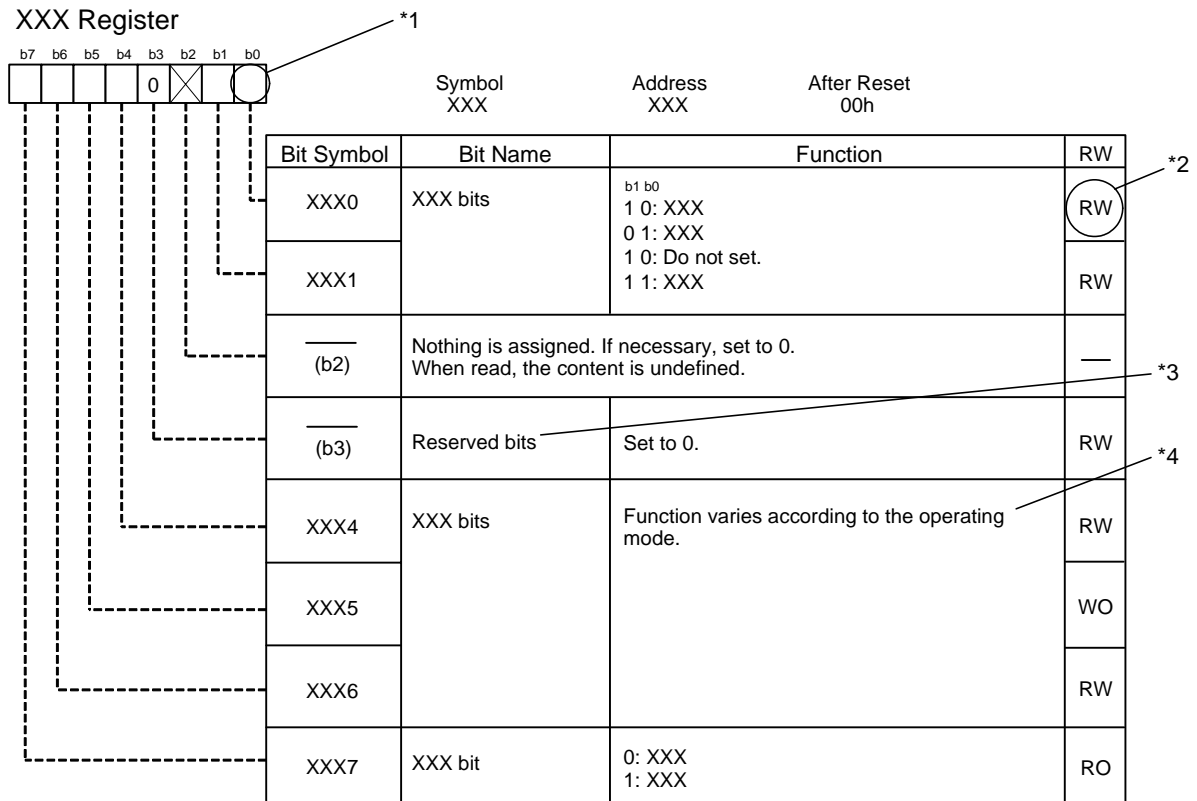 XXX Register
*1
b7 b6 b5 b4 b3 b2 b1 b0
0
Symbol Address After Reset
XXX XXX 00h
Bit Symbol Bit Name Function RW
*2
XXX0 XXX bits
b1 b0
1 0: XXX
0 1: XXX
1 0: Do not set.
1 1: XXX
RW
XXX1 RW
(b2)
Nothing is assigned. If necessary, set to 0.
When read, the content is undefined.
—
*3
(b3) Reserved bits Set to 0. RW
*4
XXX4 XXX bits
Function varies according to the operating
mode.
RW
XXX5 WO
XXX6 RW
XXX7 XXX bit
0: XXX
1: XXX
RO